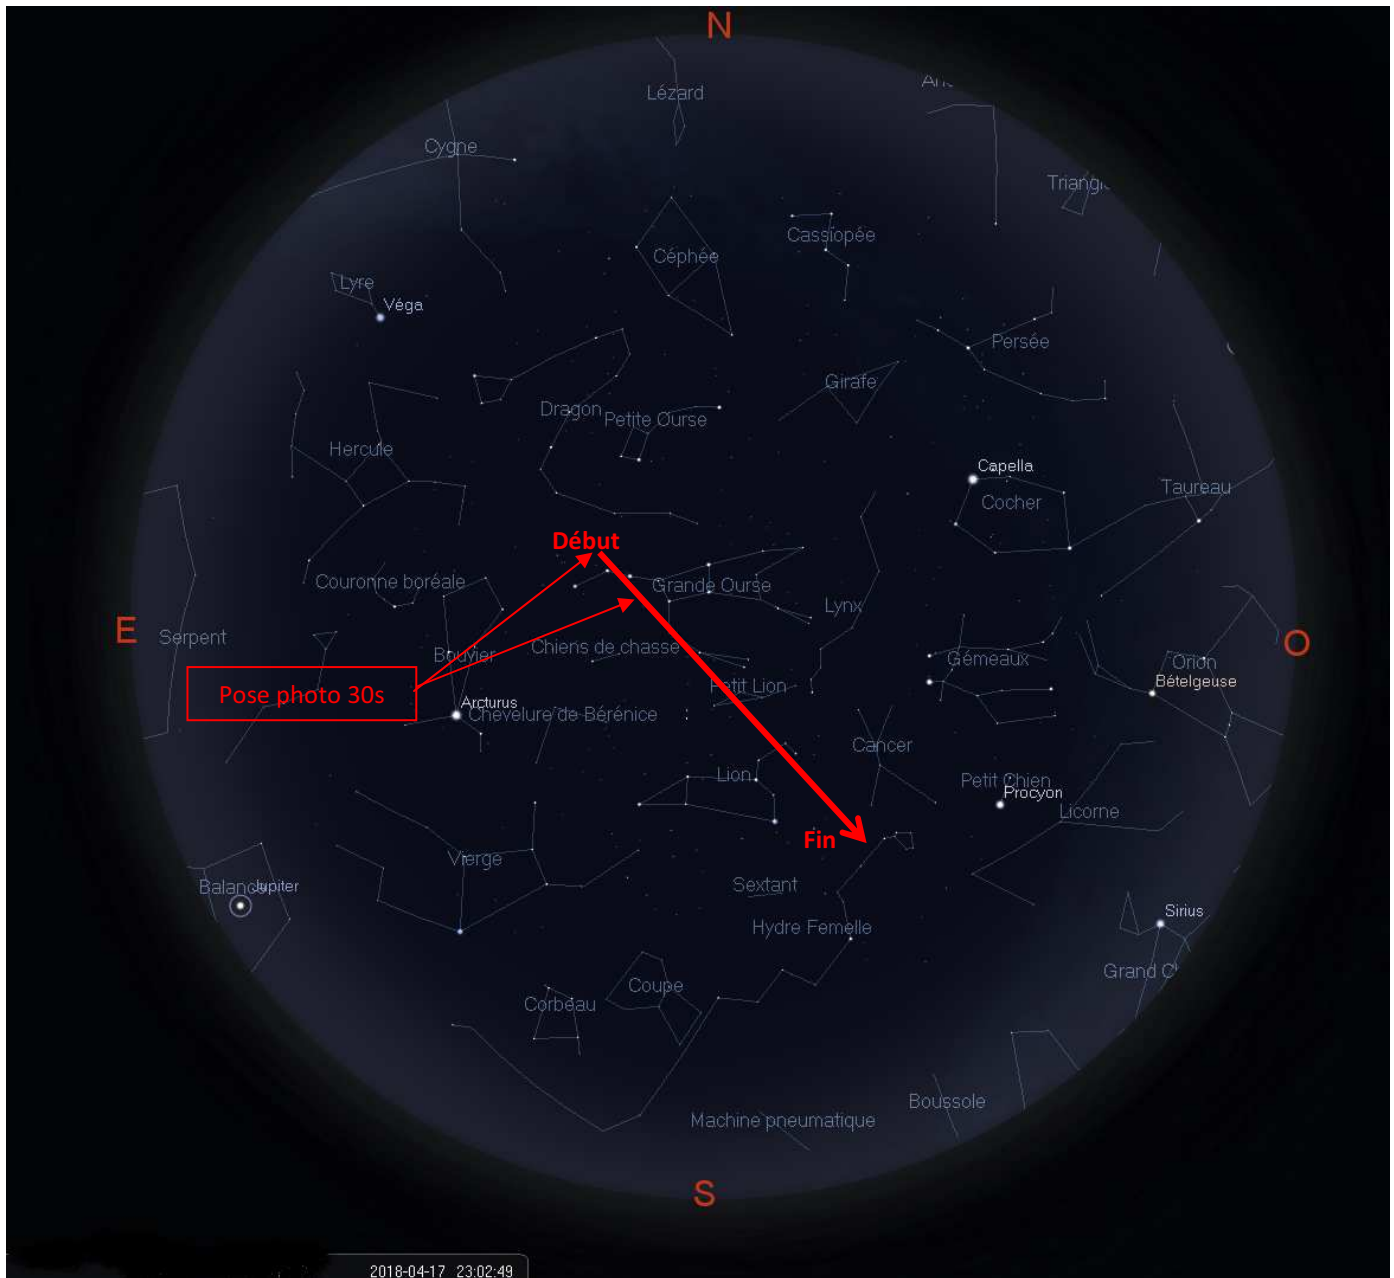 N
Lézard
Cygne
Triangl
Cassiopée
Céphée
Lyre
Véga
Persée
Girafe
Dragon
Petite Ourse
Hercule
Capella
Cocher
Taureau
Début
Couronne boréale
Grande Ourse
Lynx
E
Serpent
Chiens de chasse
Bouvier
Gémeaux
Orion
O
Bételgeuse
Pose photo 30s
Petit Lion
Arcturus
Chevelure de Bérénice
Cancer
Lion
Petit Chien
Procyon
Licorne
Fin
Vierge
Sextant
Balance
Jupiter
Sirius
Hydre Femelle
Grand C
Coupe
Corbeau
Boussole
Machine pneumatique
S
2018-04-17 23:02:49